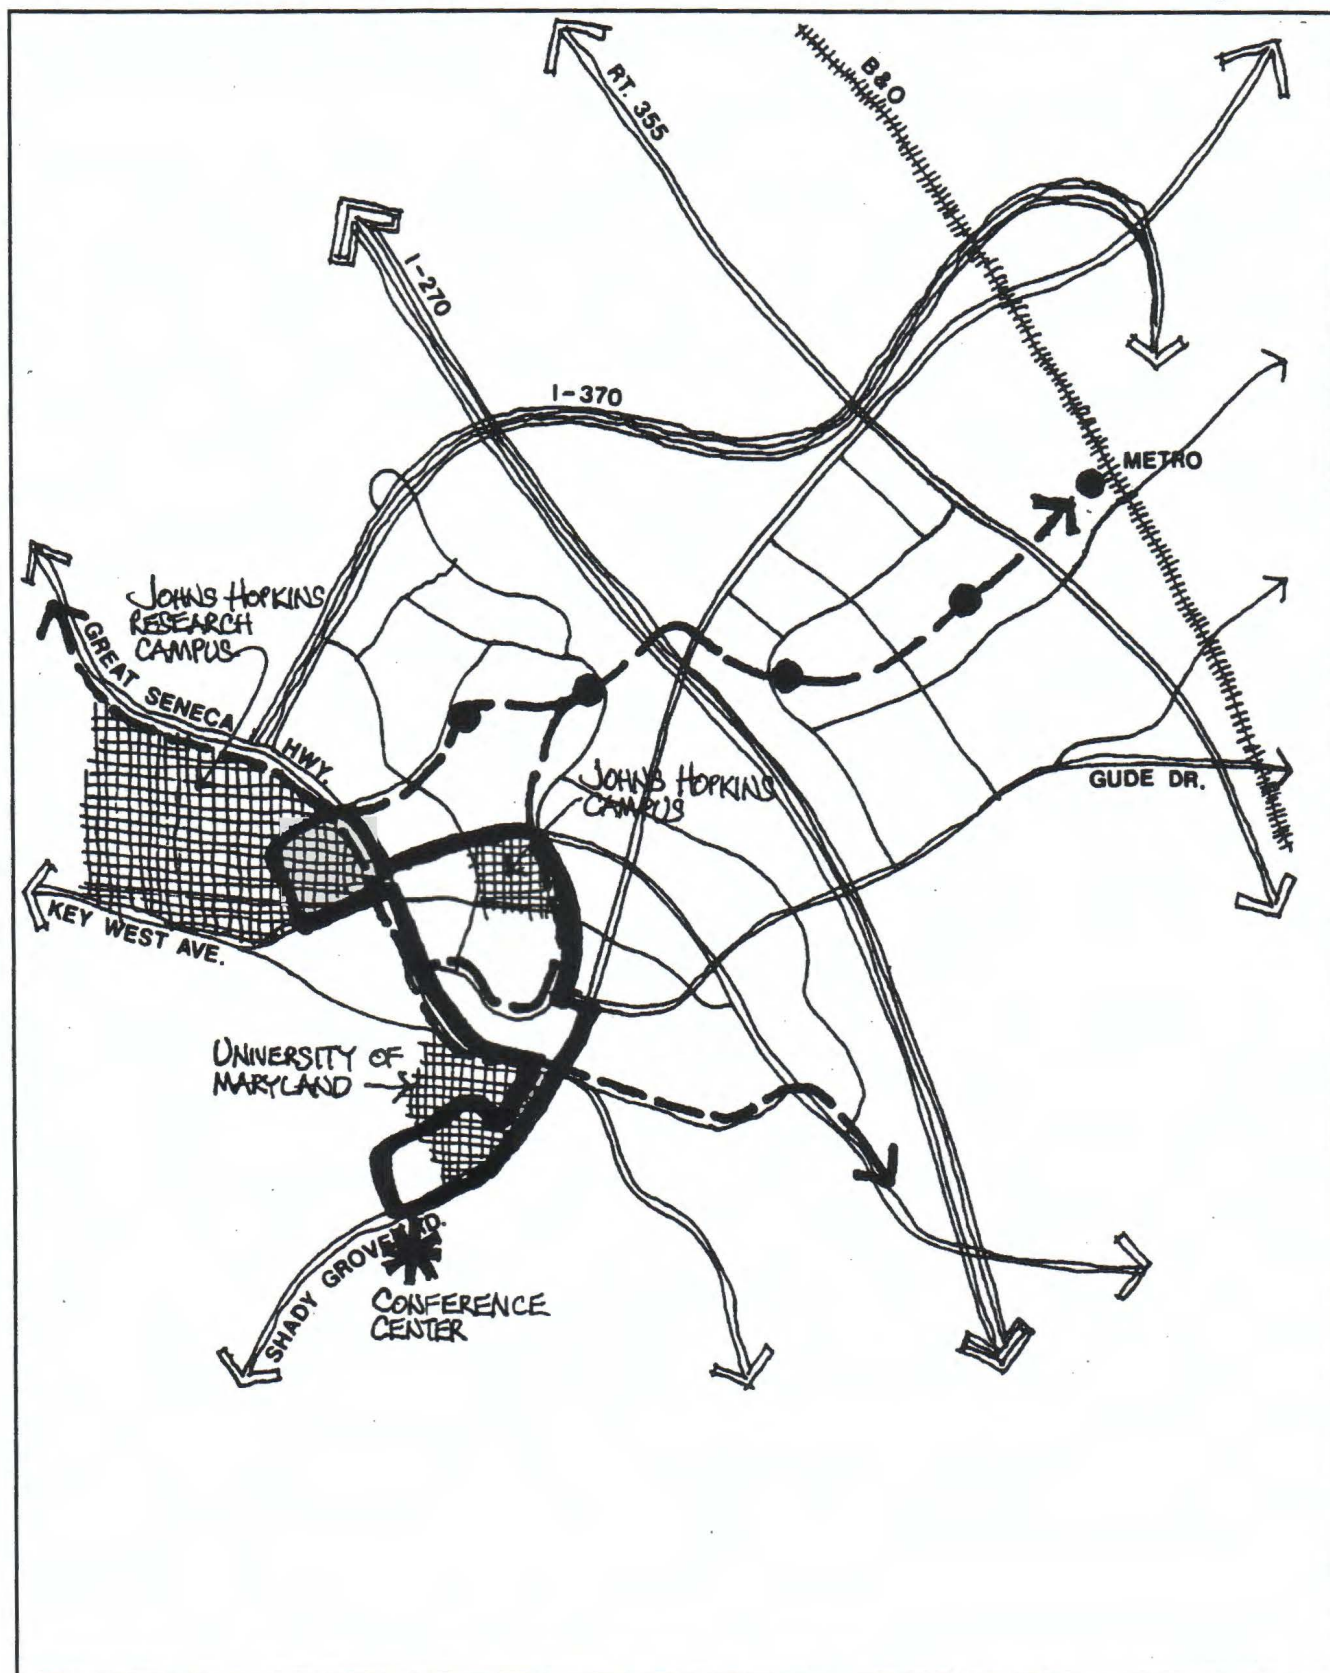 RT. 355
B&O
I-270
I-370
METRO
JOHNS HOPKINS
RESEARCH
CAMPUS
GREAT SENECA HWY.
JOHNS HOPKINS
CAMPUS
GUDE DR.
KEY WEST AVE.
UNIVERSITY OF
MARYLAND
SHADY GROVE RD.
CONFERENCE
CENTER